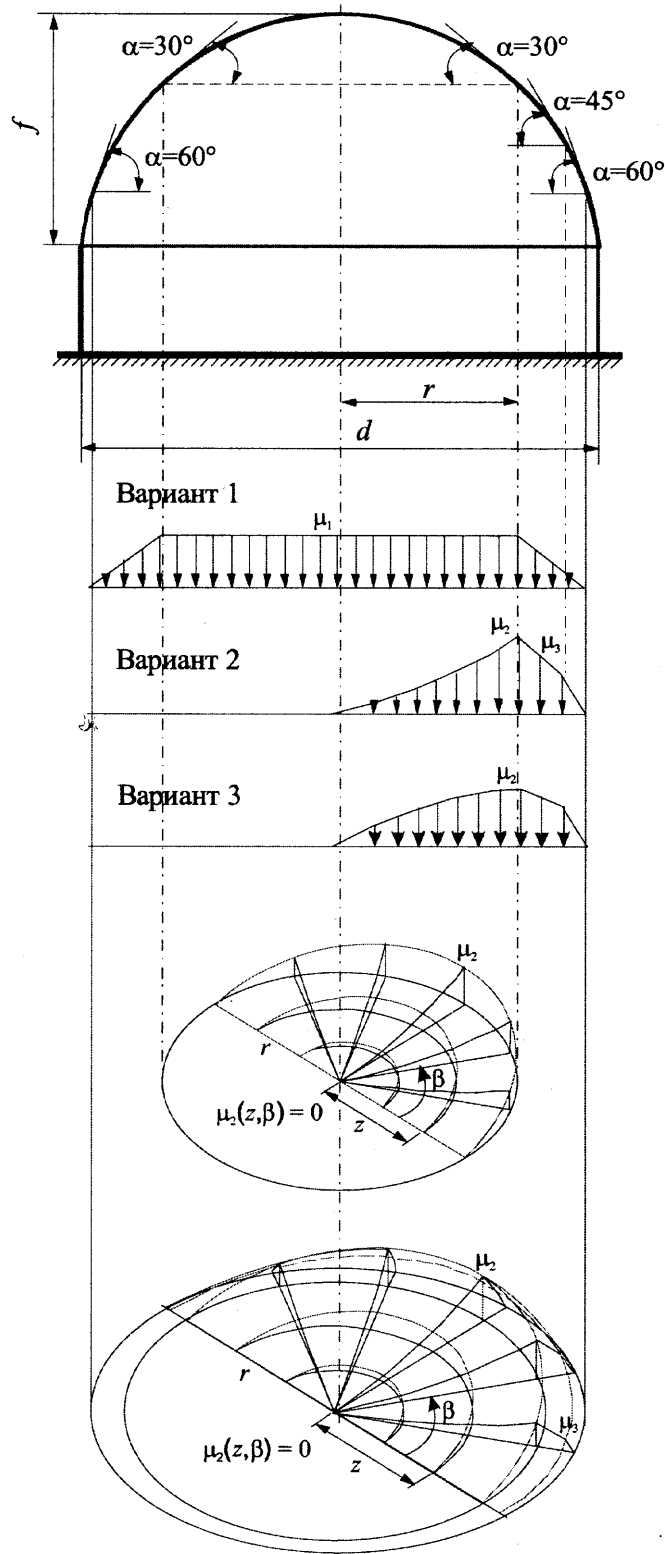 α=30°
α=30°
α=45°
α=60°
α=60°
f
r
d
Вариант 1
μ₁
Вариант 2
μ₂
μ₃
Вариант 3
μ₂
μ₂
r
β
z
μ₂(z,β) = 0
μ₂
r
β
μ₃
z
μ₂(z,β) = 0